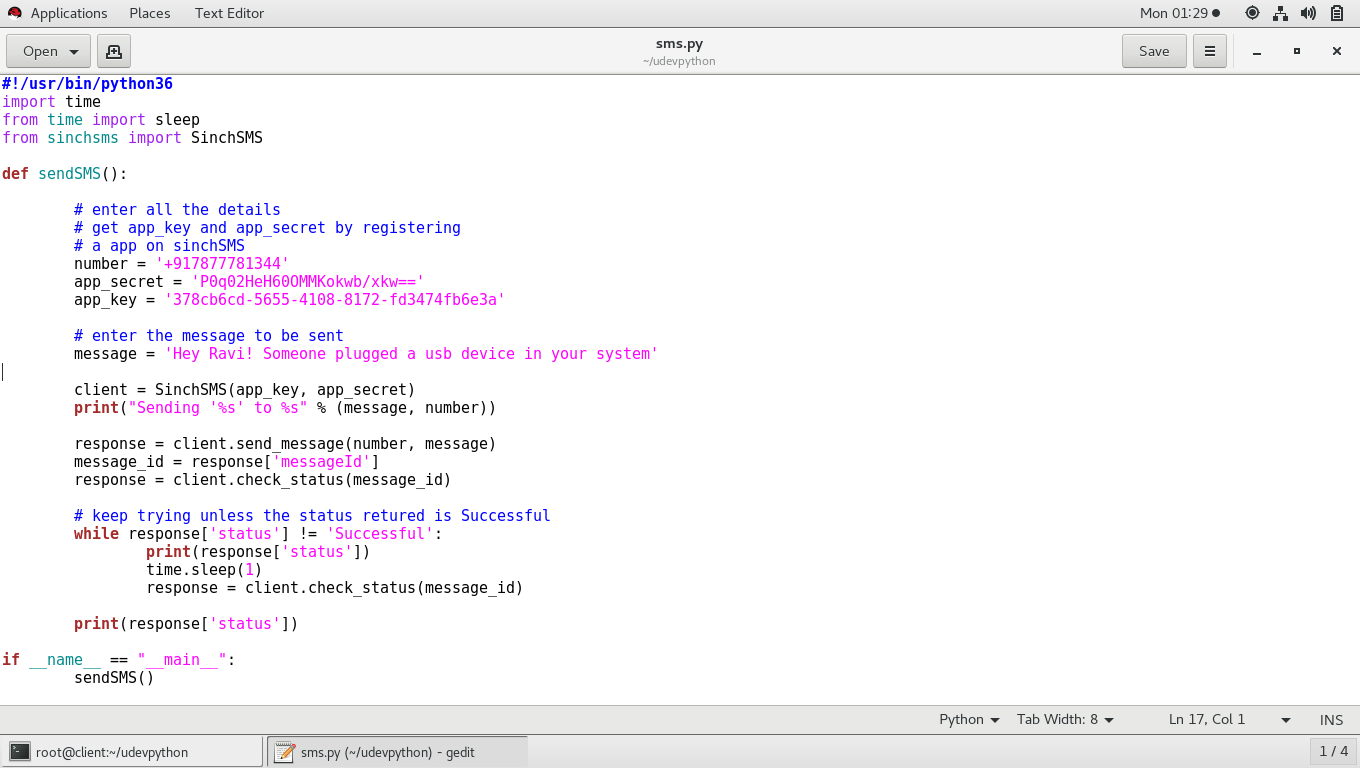 Applications Places Text Editor Mon 01:29
Open sms.py Save
~/udevpython
#!/usr/bin/python36
import time
from time import sleep
from sinchsms import SinchSMS
def sendSMS():
# enter all the details
# get app_key and app_secret by registering
# a app on sinchSMS
number = '+917877781344'
app_secret = 'P0q02HeH60OMMKokwb/xkw=='
app_key = '378cb6cd-5655-4108-8172-fd3474fb6e3a'
# enter the message to be sent
message = 'Hey Ravi! Someone plugged a usb device in your system'
client = SinchSMS(app_key, app_secret)
print("Sending '%s' to %s" % (message, number))
response = client.send_message(number, message)
message_id = response['messageId']
response = client.check_status(message_id)
# keep trying unless the status retured is Successful
while response['status'] != 'Successful':
print(response['status'])
time.sleep(1)
response = client.check_status(message_id)
print(response['status'])
if __name__ == "__main__":
sendSMS()
Python Tab Width: 8 Ln 17, Col 1 INS
root@client:~/udevpython sms.py (~/udevpython) - gedit 1 / 4